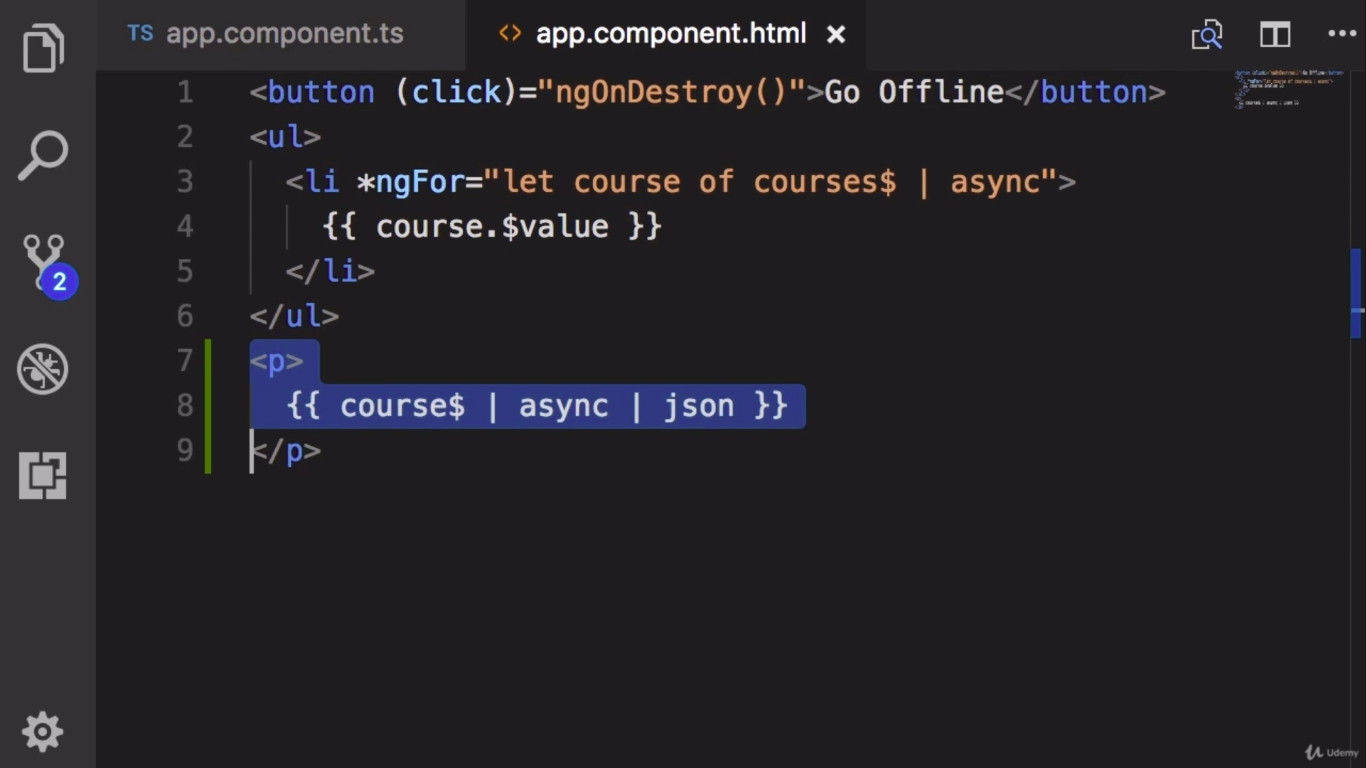 TS app.component.ts <> app.component.html
1 <button (click)="ngOnDestroy()">Go Offline</button>
2 <ul>
3 <li *ngFor="let course of courses$ | async">
4 {{ course.$value }}
5 </li>
6 </ul>
7 <p>
8 {{ course$ | async | json }}
9 </p>
2
Udemy